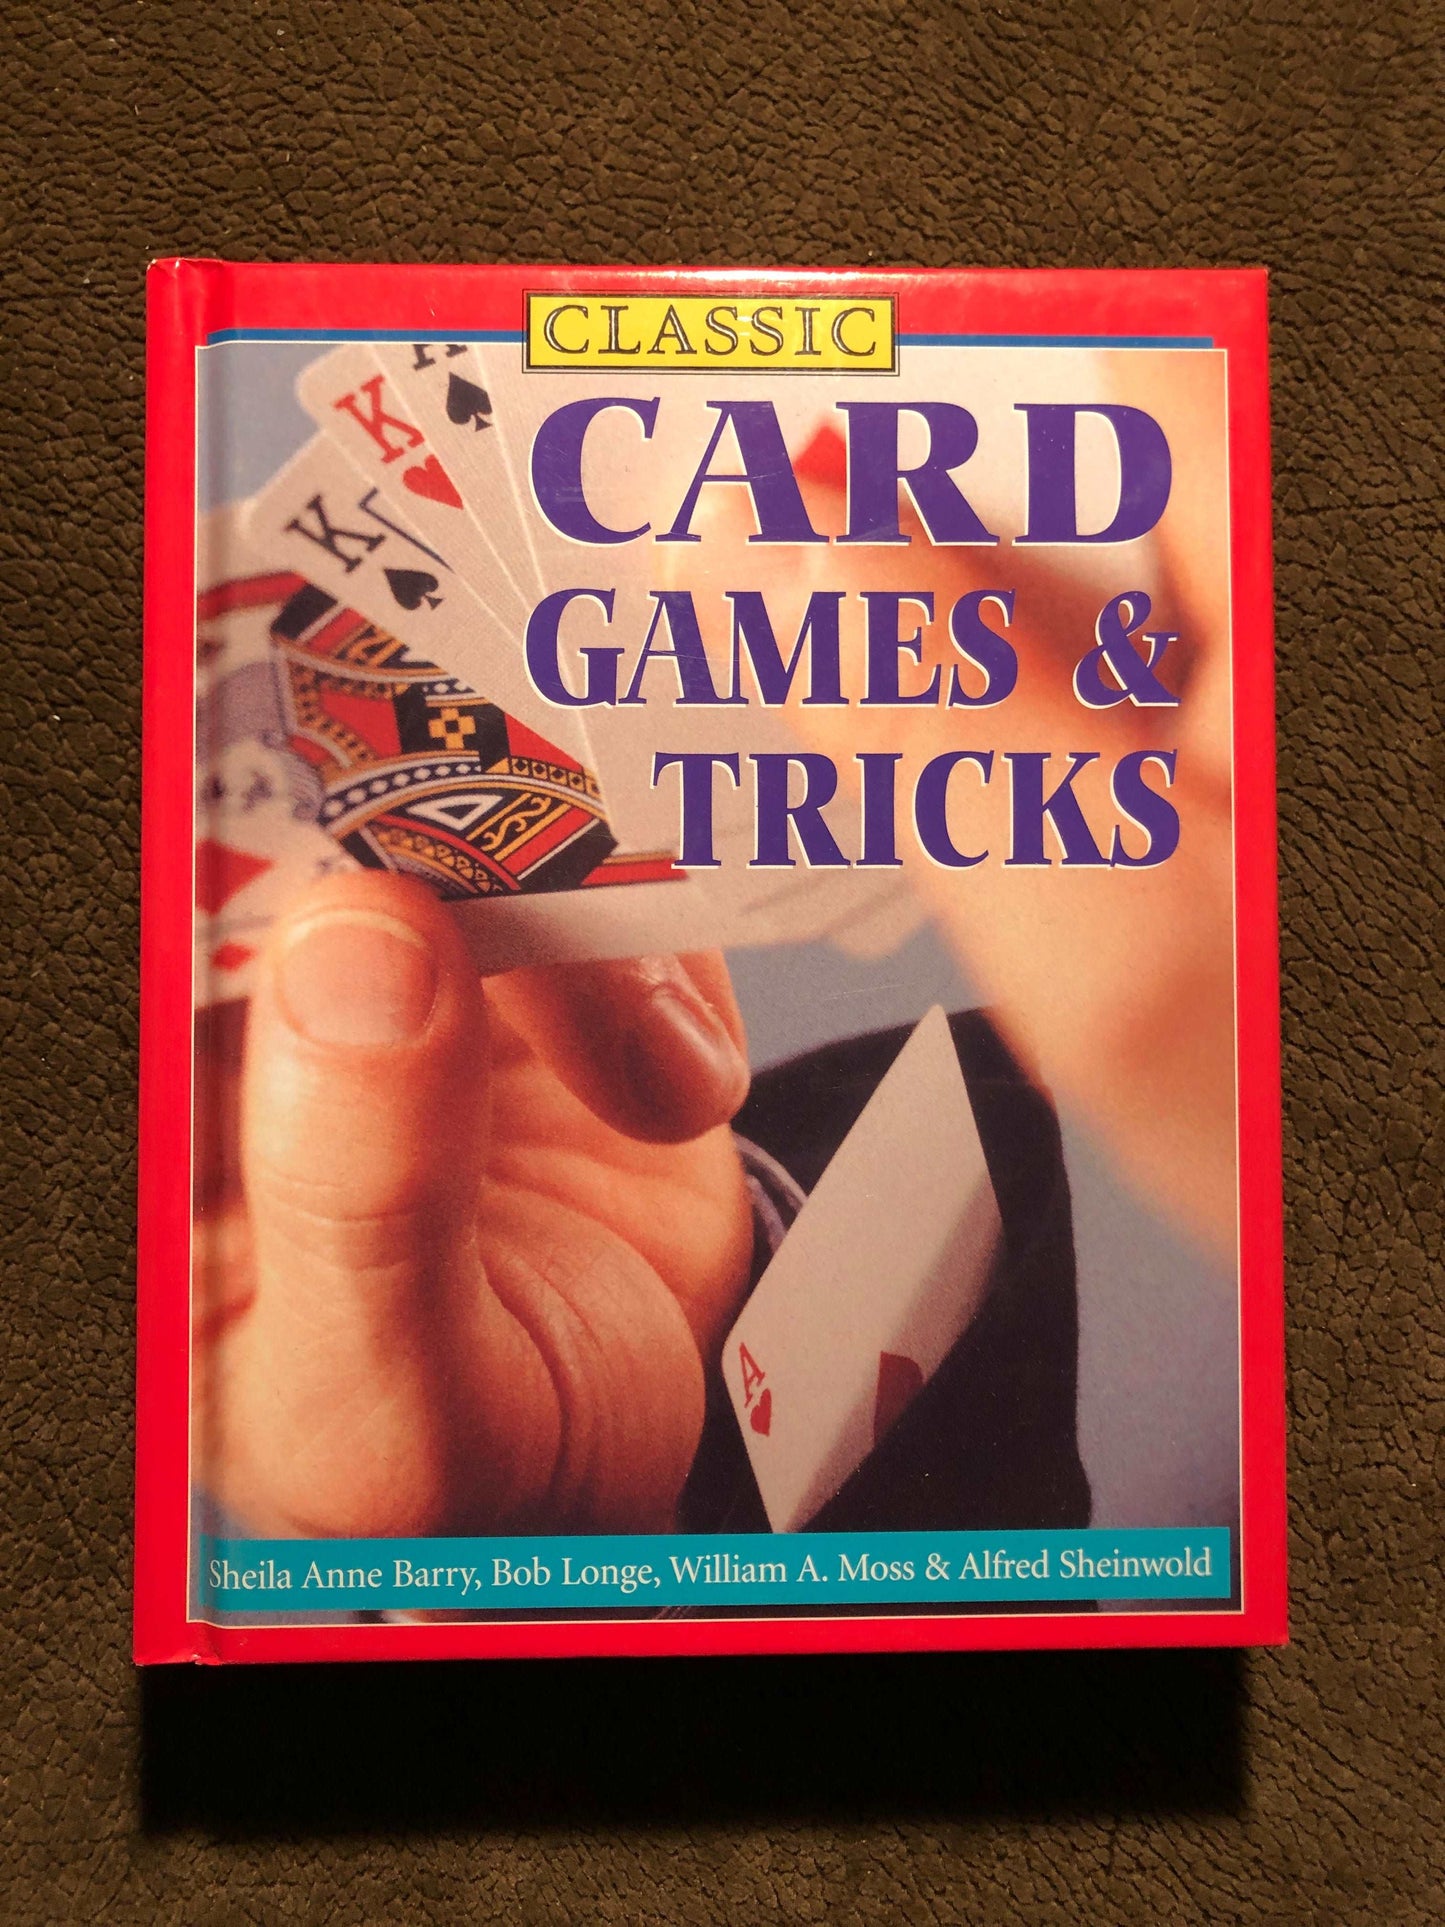 CLASSIC
CARD
GAMES &
TRICKS
K
K
A
A
Sheila Anne Barry, Bob Longe, William A. Moss & Alfred Sheinwold